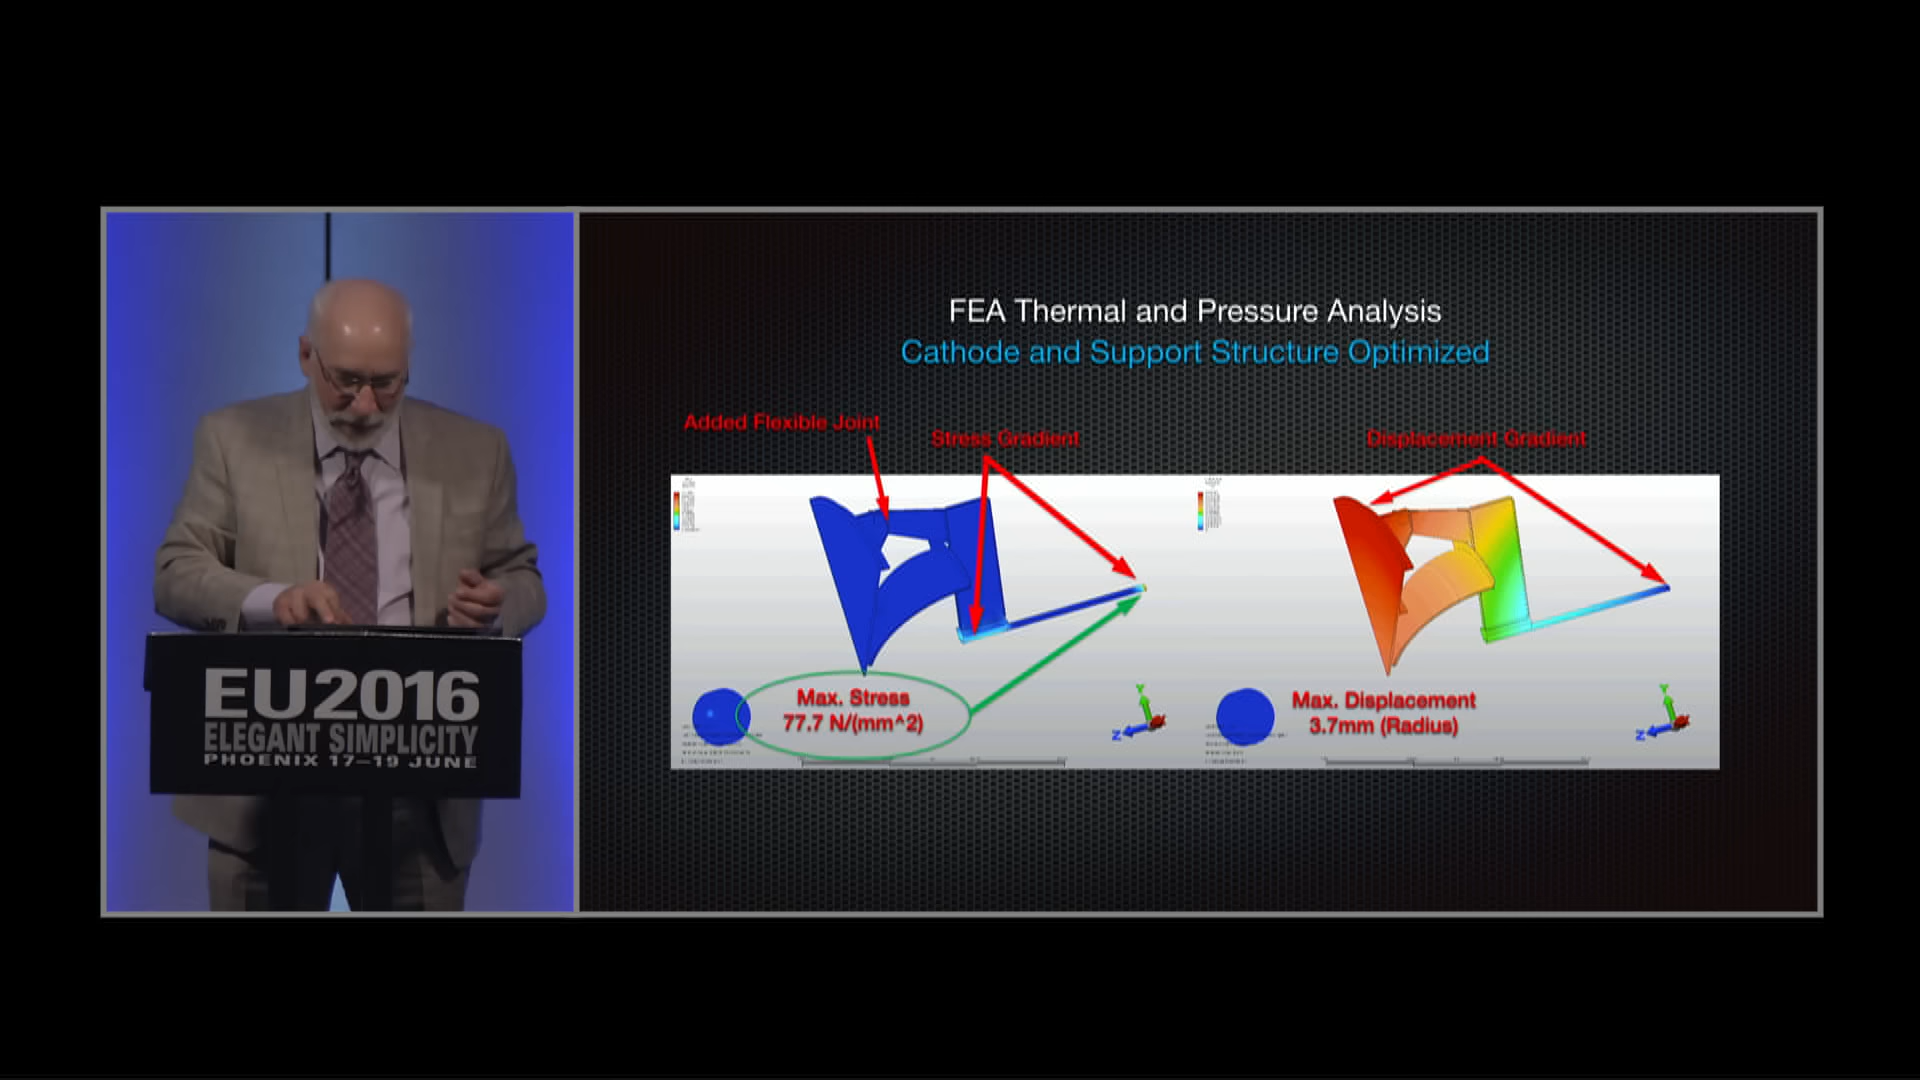 EU2016
ELEGANT SIMPLICITY
PHOENIX 17–19 JUNE
FEA Thermal and Pressure Analysis
Cathode and Support Structure Optimized
Added Flexible Joint
Stress Gradient
Displacement Gradient
Max. Stress
77.7 N/(mm^2)
Y
Z
Max. Displacement
3.7mm (Radius)
Y
Z